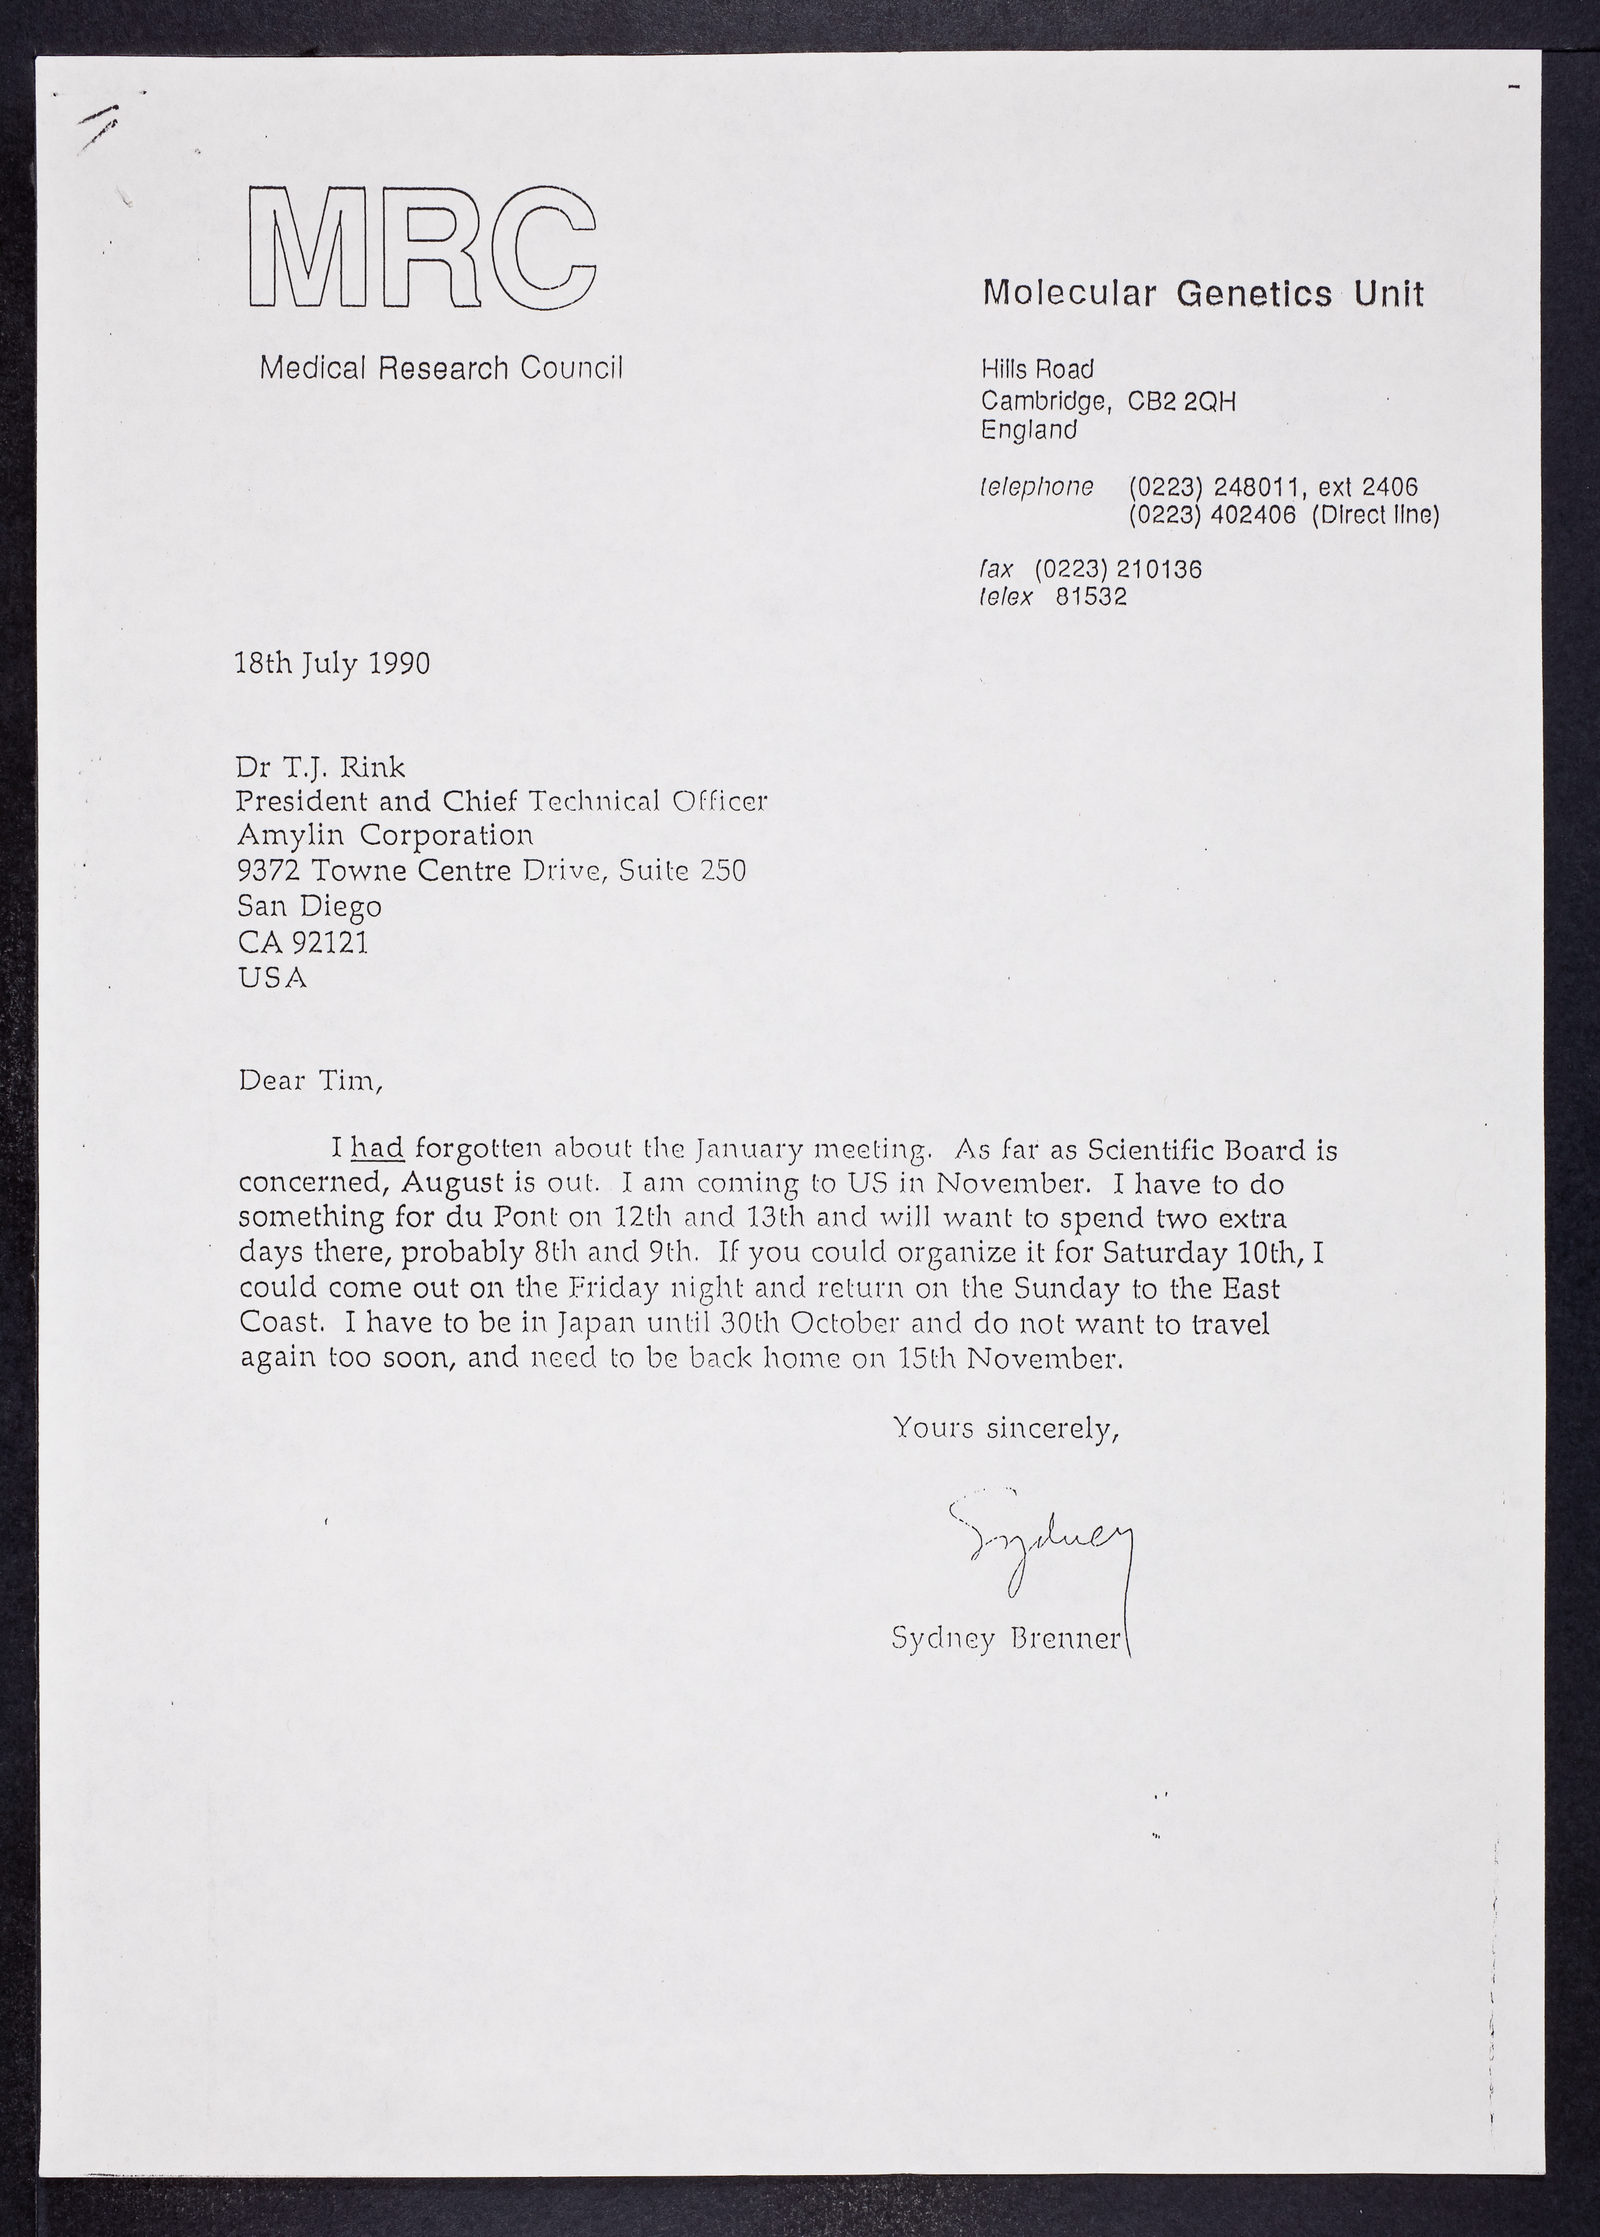 MRC
Medical Research Council
Molecular Genetics Unit
Hills Road
Cambridge, CB2 2QH
England
telephone (0223) 248011, ext 2406
(0223) 402406 (Direct line)
fax (0223) 210136
telex 81532
18th July 1990
Dr T.J. Rink
President and Chief Technical Officer
Amylin Corporation
9372 Towne Centre Drive, Suite 250
San Diego
CA 92121
USA
Dear Tim,
I had forgotten about the January meeting. As far as Scientific Board is
concerned, August is out. I am coming to US in November. I have to do
something for du Pont on 12th and 13th and will want to spend two extra
days there, probably 8th and 9th. If you could organize it for Saturday 10th, I
could come out on the Friday night and return on the Sunday to the East
Coast. I have to be in Japan until 30th October and do not want to travel
again too soon, and need to be back home on 15th November.
Yours sincerely,
Sydney
Sydney Brenner